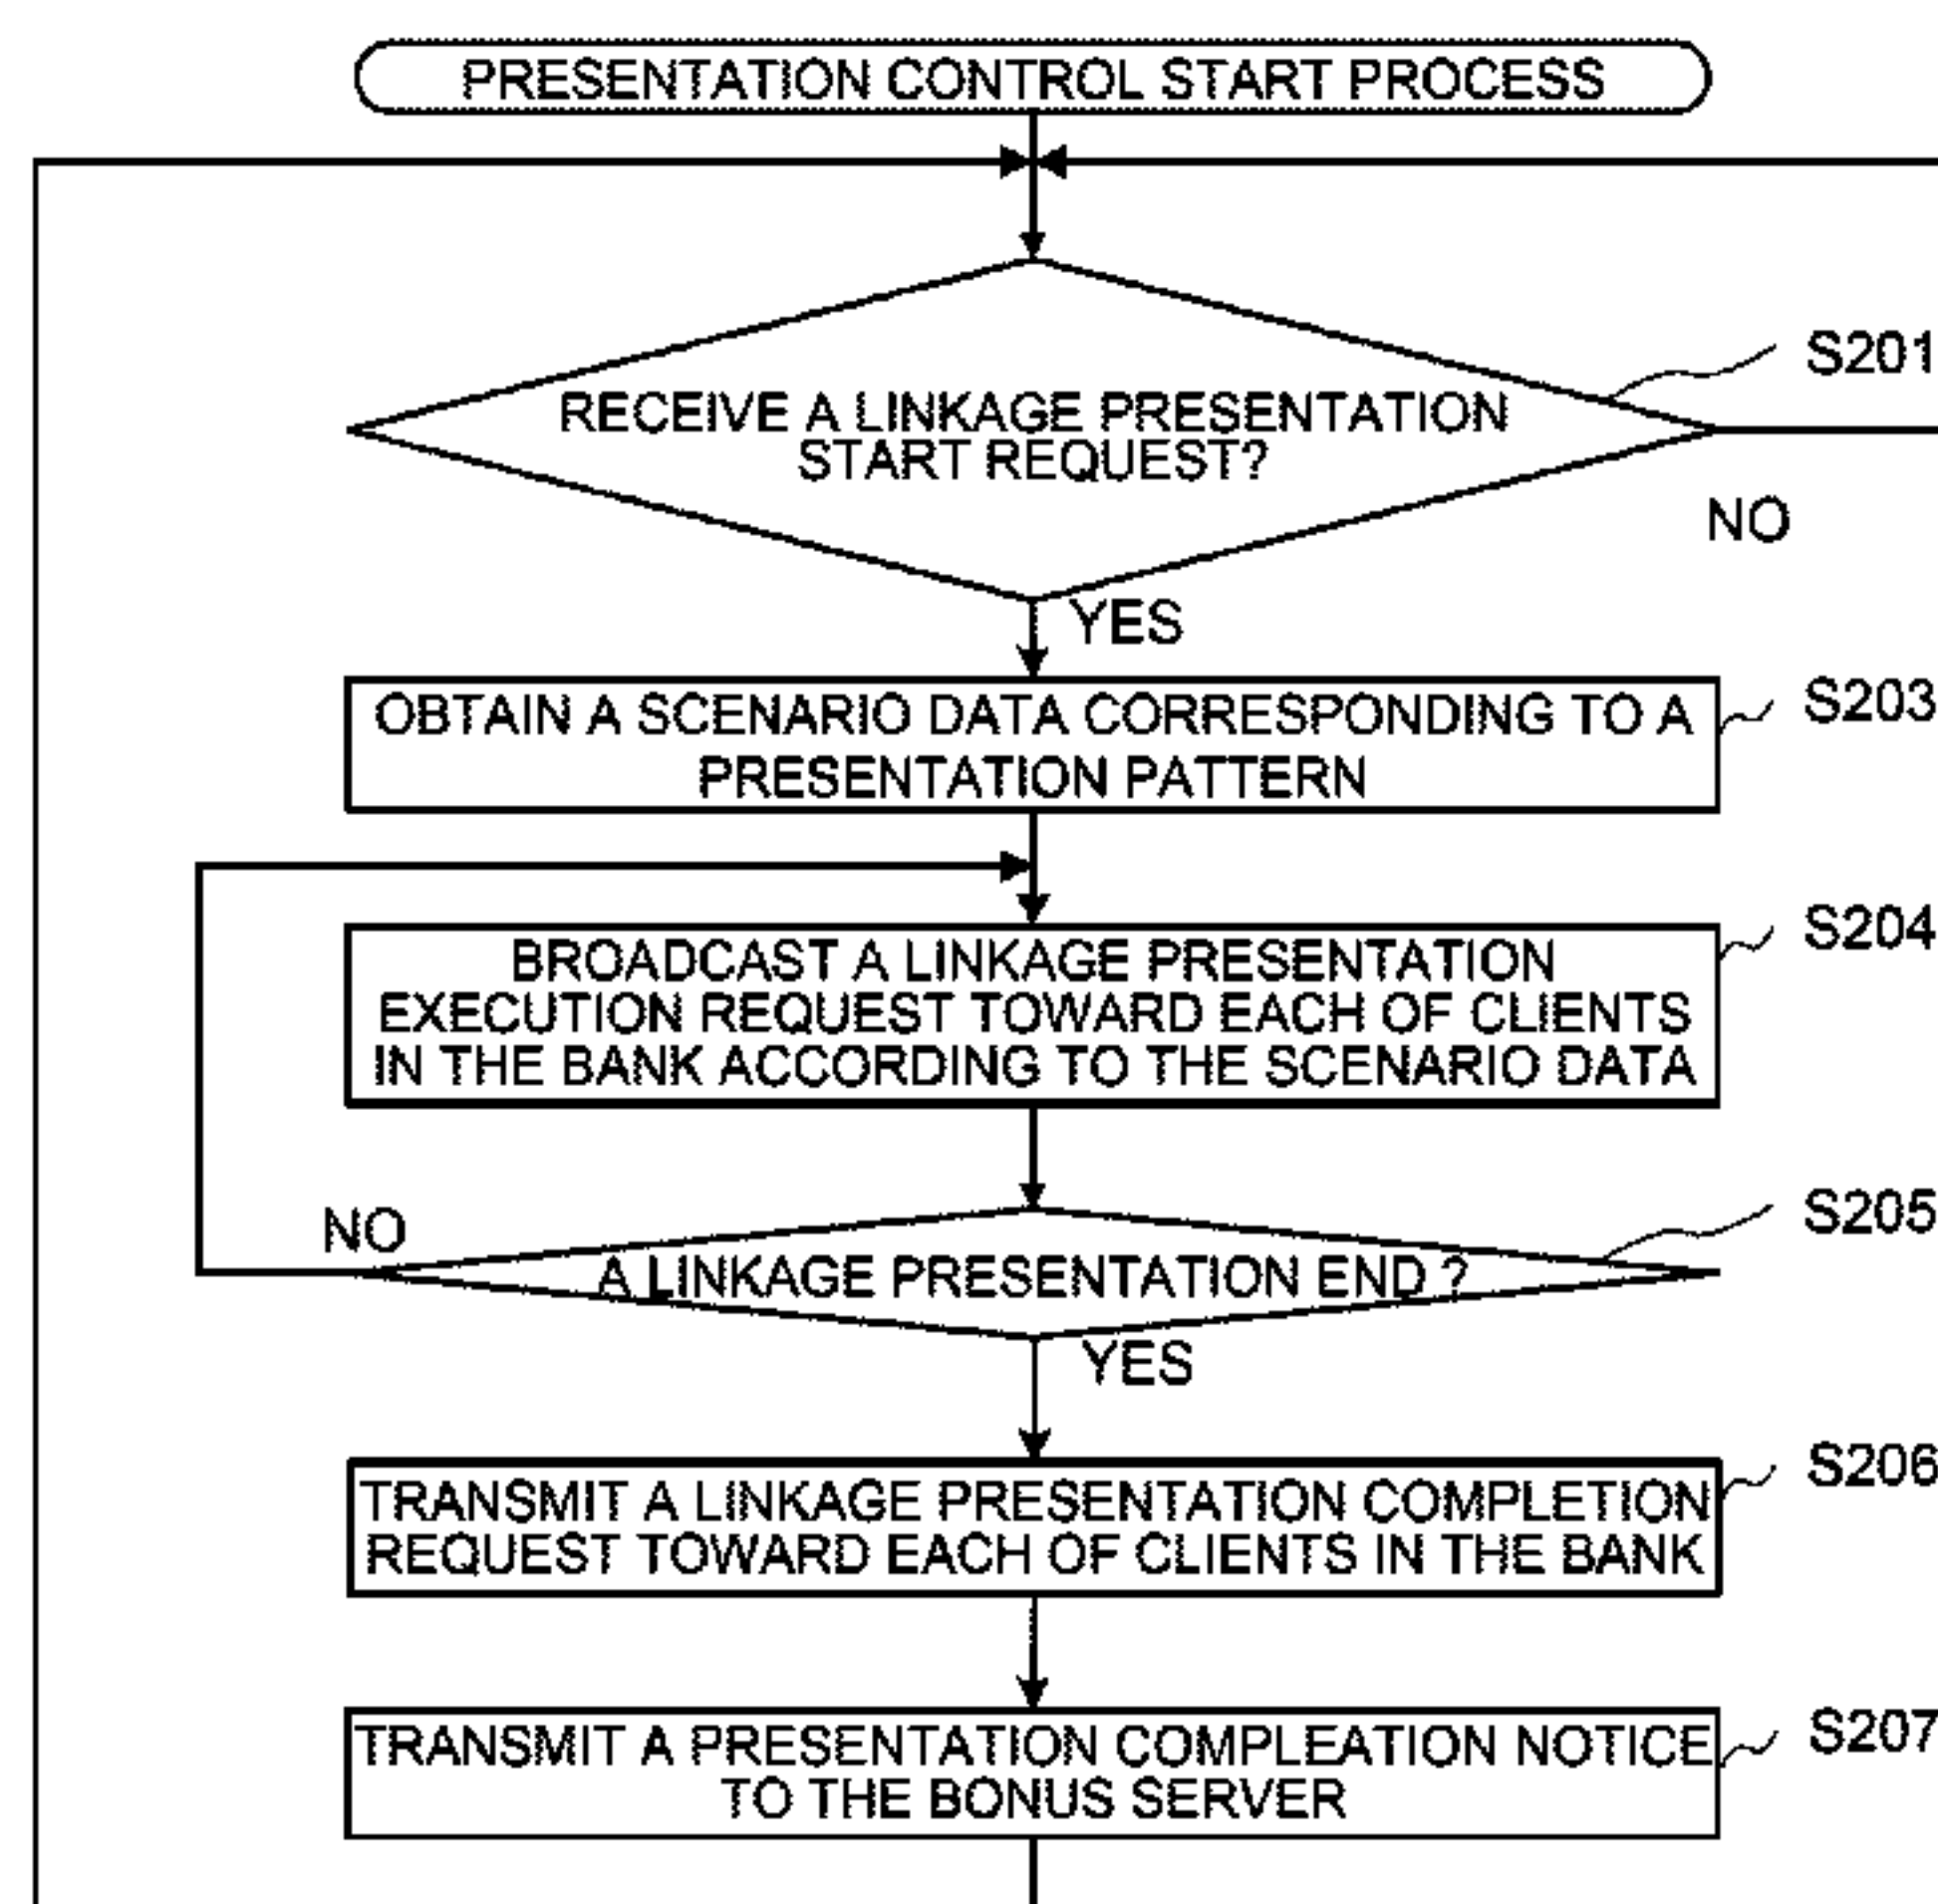 PRESENTATION CONTROL START PROCESS
RECEIVE A LINKAGE PRESENTATION
START REQUEST?
S201
NO
YES
OBTAIN A SCENARIO DATA CORRESPONDING TO A
PRESENTATION PATTERN
S203
BROADCAST A LINKAGE PRESENTATION
EXECUTION REQUEST TOWARD EACH OF CLIENTS
IN THE BANK ACCORDING TO THE SCENARIO DATA
S204
NO
A LINKAGE PRESENTATION END ?
S205
YES
TRANSMIT A LINKAGE PRESENTATION COMPLETION
REQUEST TOWARD EACH OF CLIENTS IN THE BANK
S206
TRANSMIT A PRESENTATION COMPLEATION NOTICE
TO THE BONUS SERVER
S207